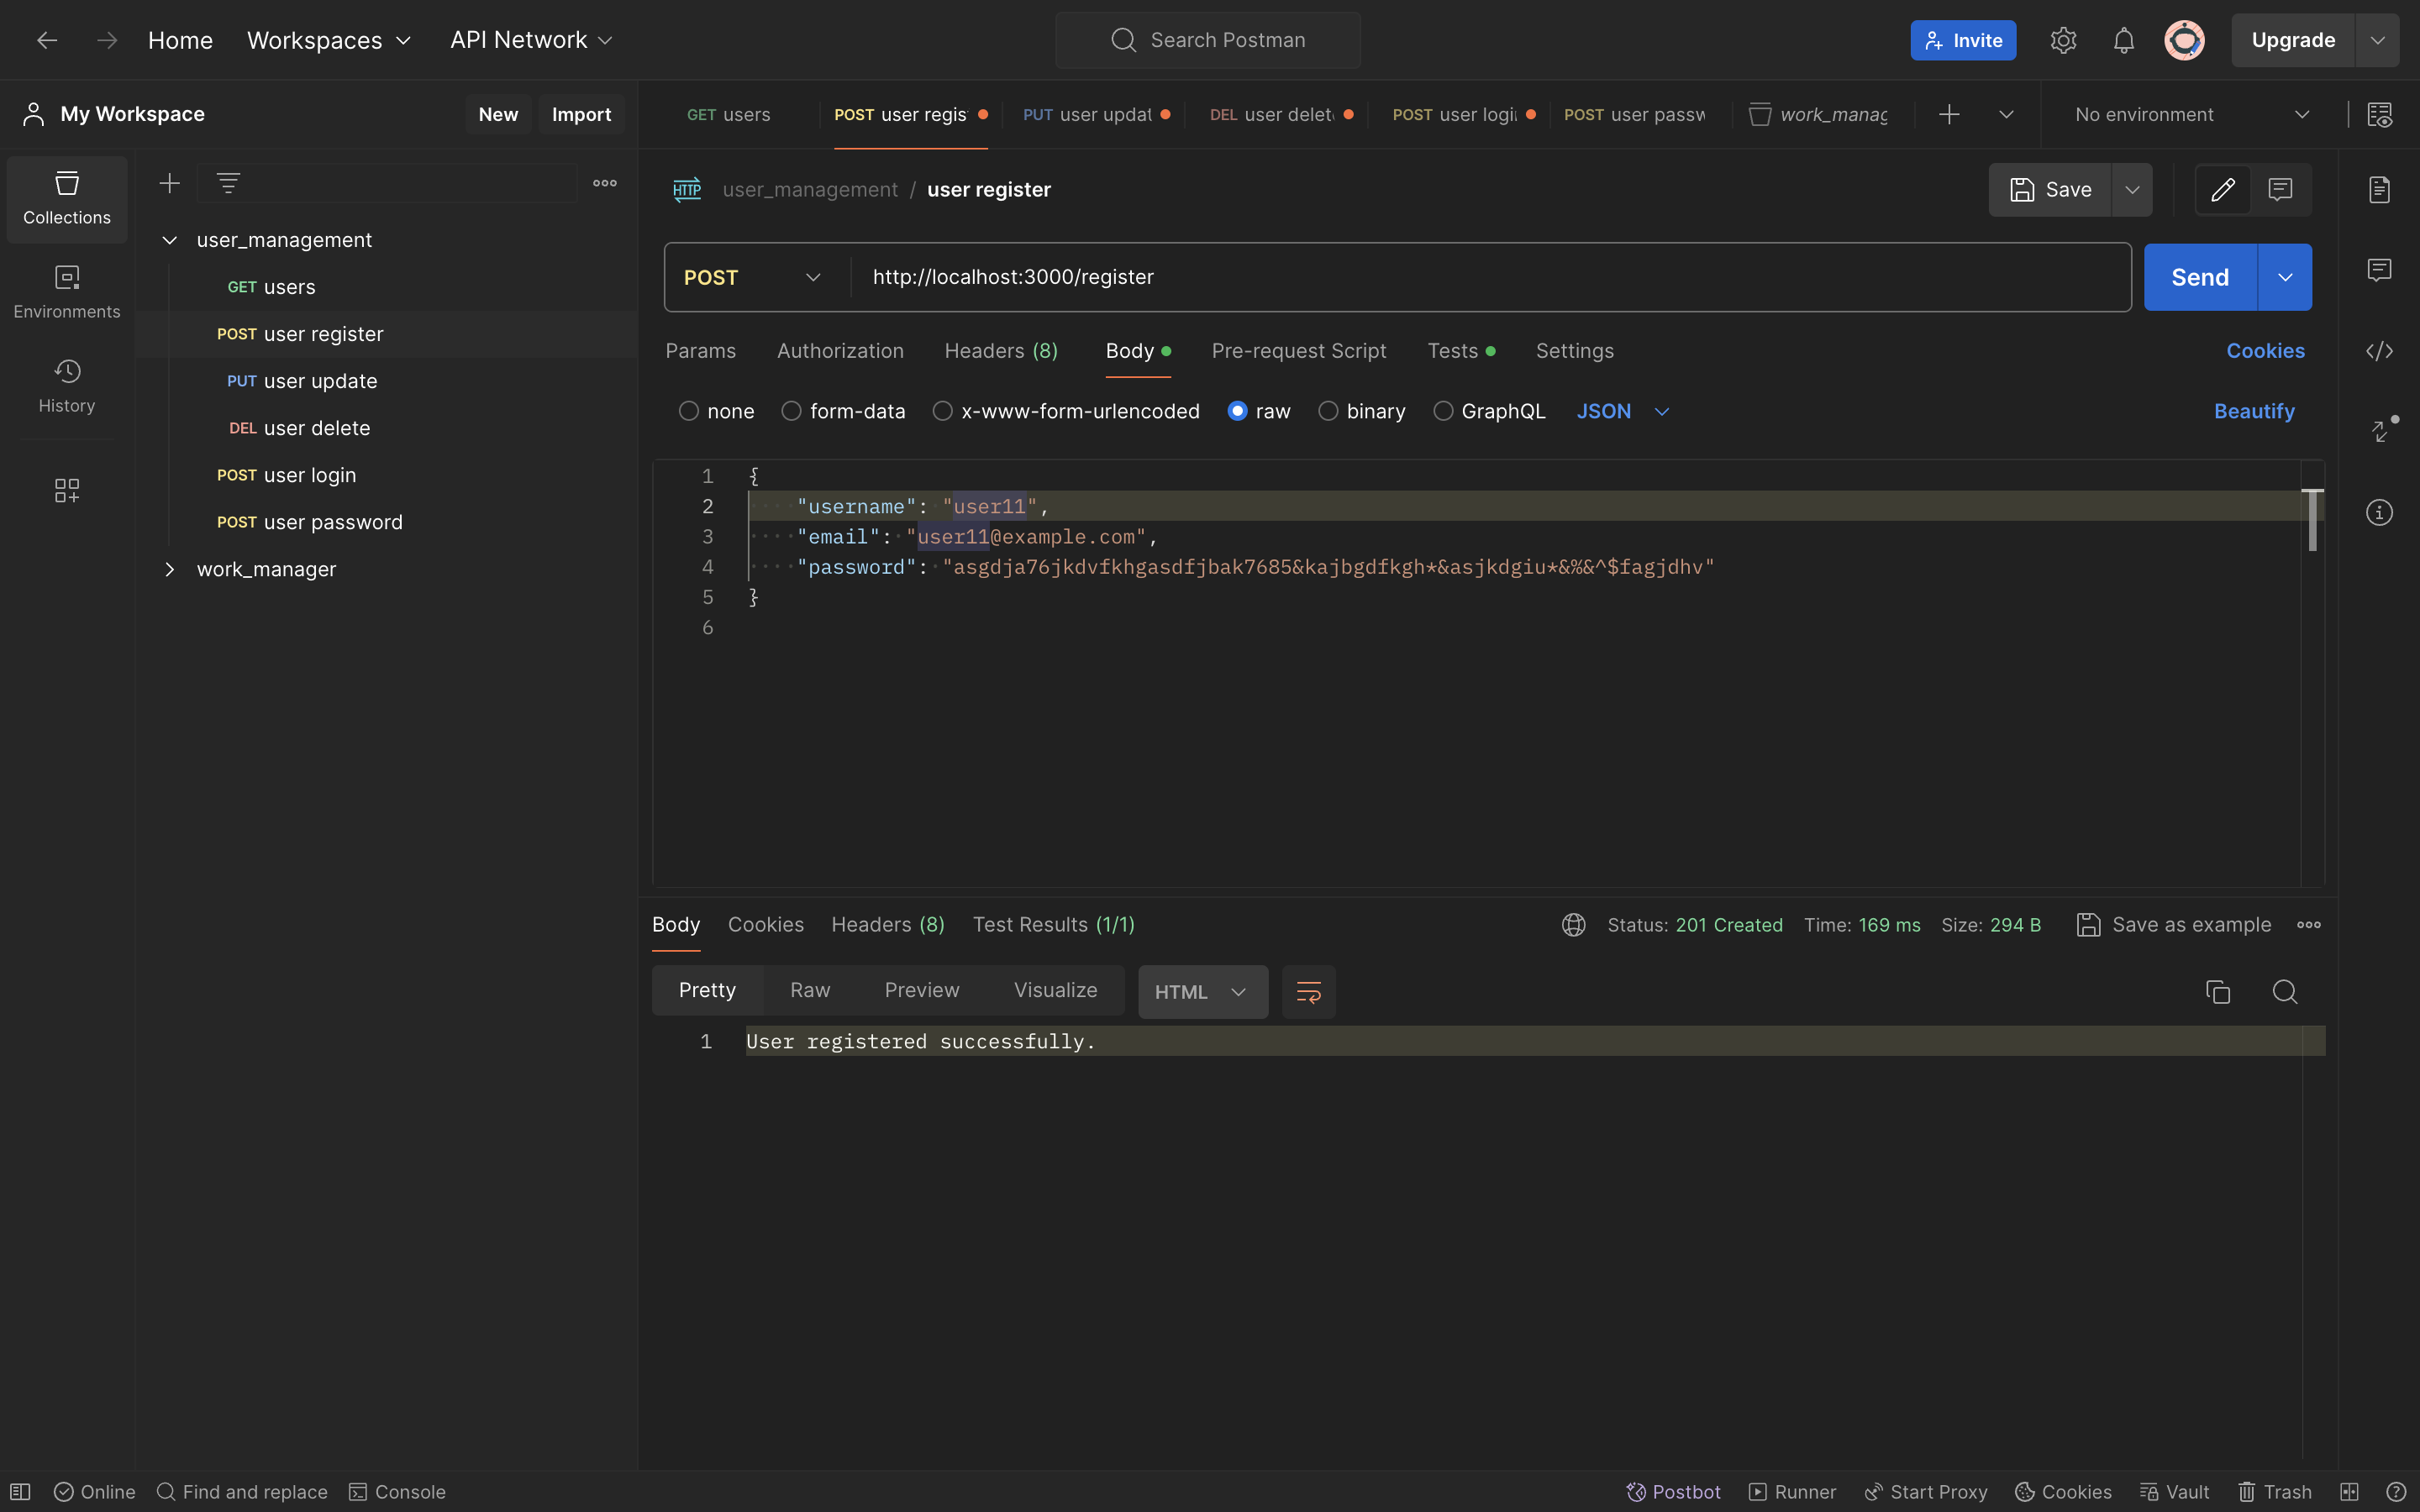 Home Workspaces API Network Search Postman Invite Upgrade
My Workspace New Import
GET users POST user regis PUT user updat DEL user delet POST user logi POST user passw work_manag No environment
Collections
Environments
History
user_management
GET users
POST user register
PUT user update
DEL user delete
POST user login
POST user password
work_manager
HTTP user_management / user register Save
POST http://localhost:3000/register Send
Params Authorization Headers (8) Body Pre-request Script Tests Settings Cookies
none form-data x-www-form-urlencoded raw binary GraphQL JSON Beautify
1 {
2 "username": "user11",
3 "email": "user11@example.com",
4 "password": "asgdja76jkdvfkhgasdfjbak7685&kajbgdfkgh*&asjkdgiu*&%&^$fagjdhv"
5 }
6
Body Cookies Headers (8) Test Results (1/1) Status: 201 Created Time: 169 ms Size: 294 B Save as example
Pretty Raw Preview Visualize HTML
1 User registered successfully.
Online Find and replace Console Postbot Runner Start Proxy Cookies Vault Trash